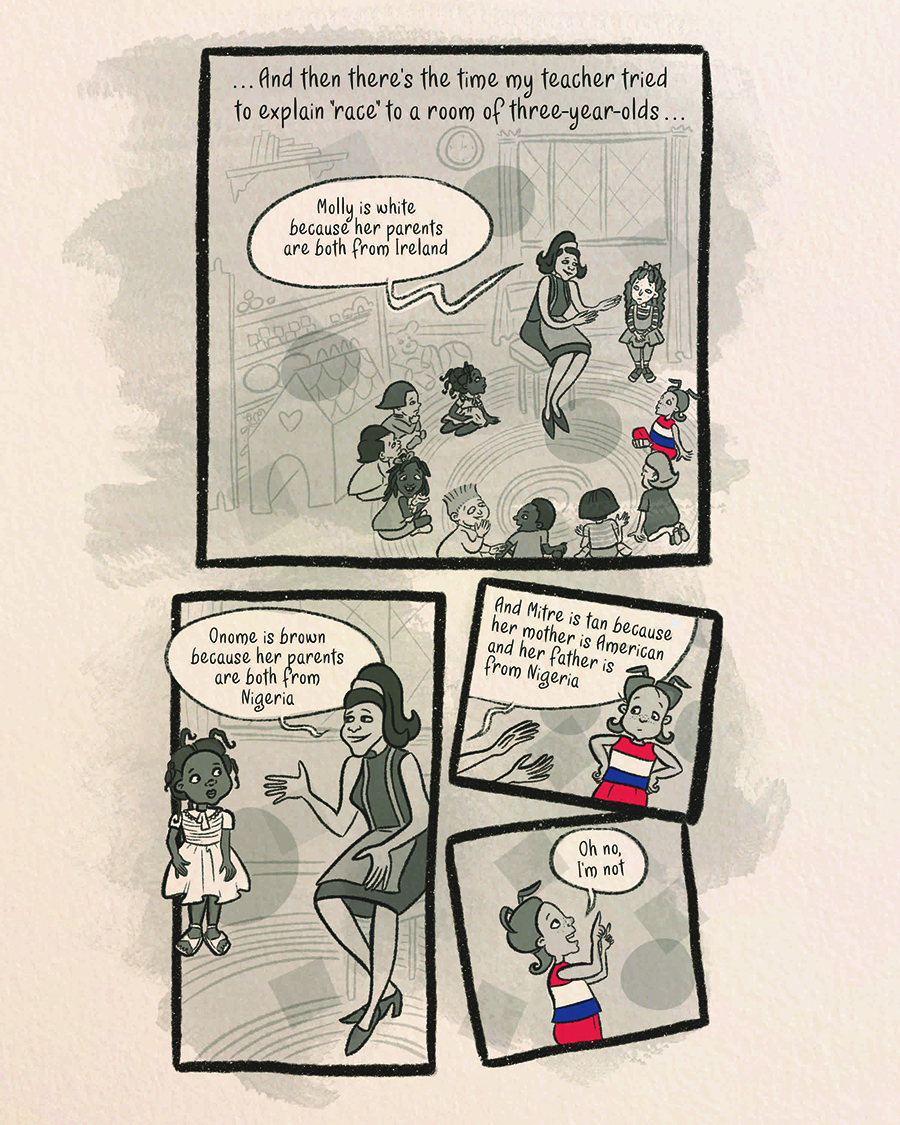 ...And then there's the time my teacher tried
to explain "race" to a room of three-year-olds...
Molly is white
because her parents
are both from Ireland
Onome is brown
because her parents
are both from
Nigeria
And Mitre is tan because
her mother is American
and her father is
from Nigeria
Oh no,
I'm not